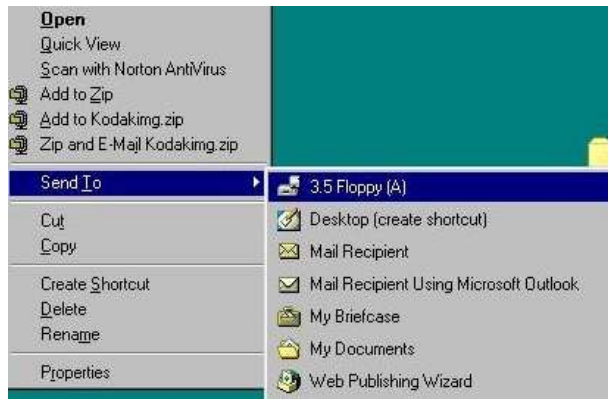 Open
Quick View
Scan with Norton AntiVirus
Add to Zip
Add to Kodakimg.zip
Zip and E-Mail Kodakimg.zip
Send To
Cut
Copy
Create Shortcut
Delete
Rename
Properties
3.5 Floppy (A)
Desktop (create shortcut)
Mail Recipient
Mail Recipient Using Microsoft Outlook
My Briefcase
My Documents
Web Publishing Wizard